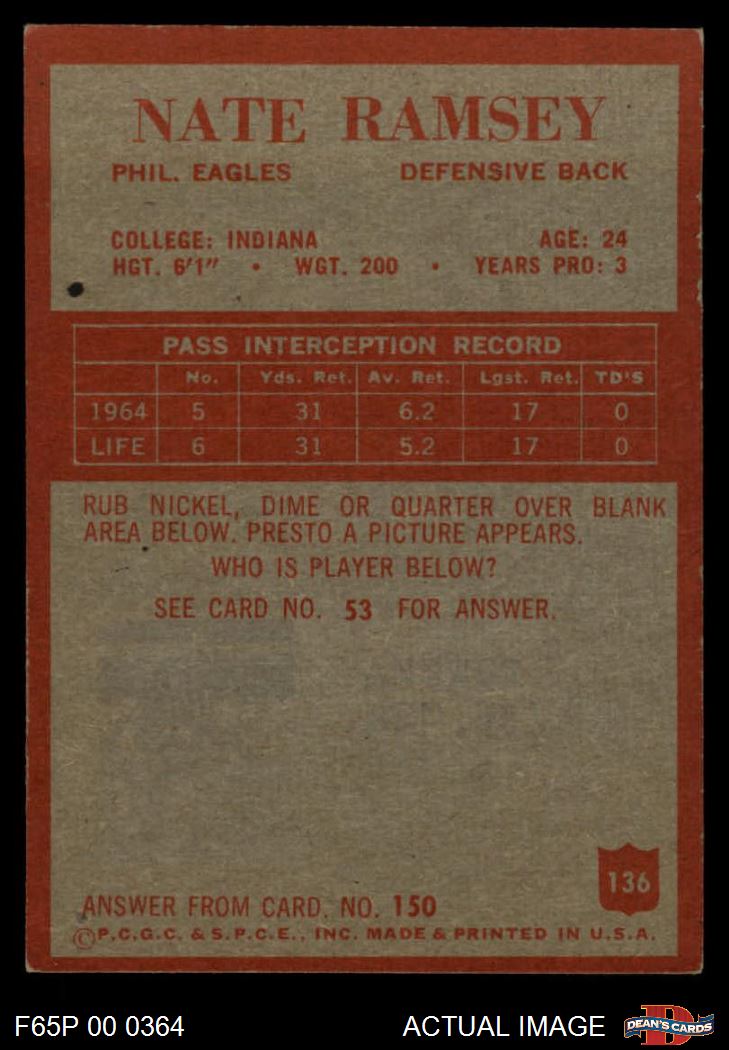 NATE RAMSEY
PHIL. EAGLES DEFENSIVE BACK
COLLEGE: INDIANA AGE: 24
HGT. 6'1" • WGT. 200 • YEARS PRO: 3
PASS INTERCEPTION RECORD
No. Yds. Ret. Av. Ret. Lgst. Ret. TD'S
1964 5 31 6.2 17 0
LIFE 6 31 5.2 17 0
RUB NICKEL, DIME OR QUARTER OVER BLANK
AREA BELOW. PRESTO A PICTURE APPEARS.
WHO IS PLAYER BELOW?
SEE CARD NO. 53 FOR ANSWER.
136
ANSWER FROM CARD. NO. 150
©P.C.G.C. & S.P.C.E., INC. MADE & PRINTED IN U.S.A.
F65P 00 0364 ACTUAL IMAGE D DEAN'S CARDS